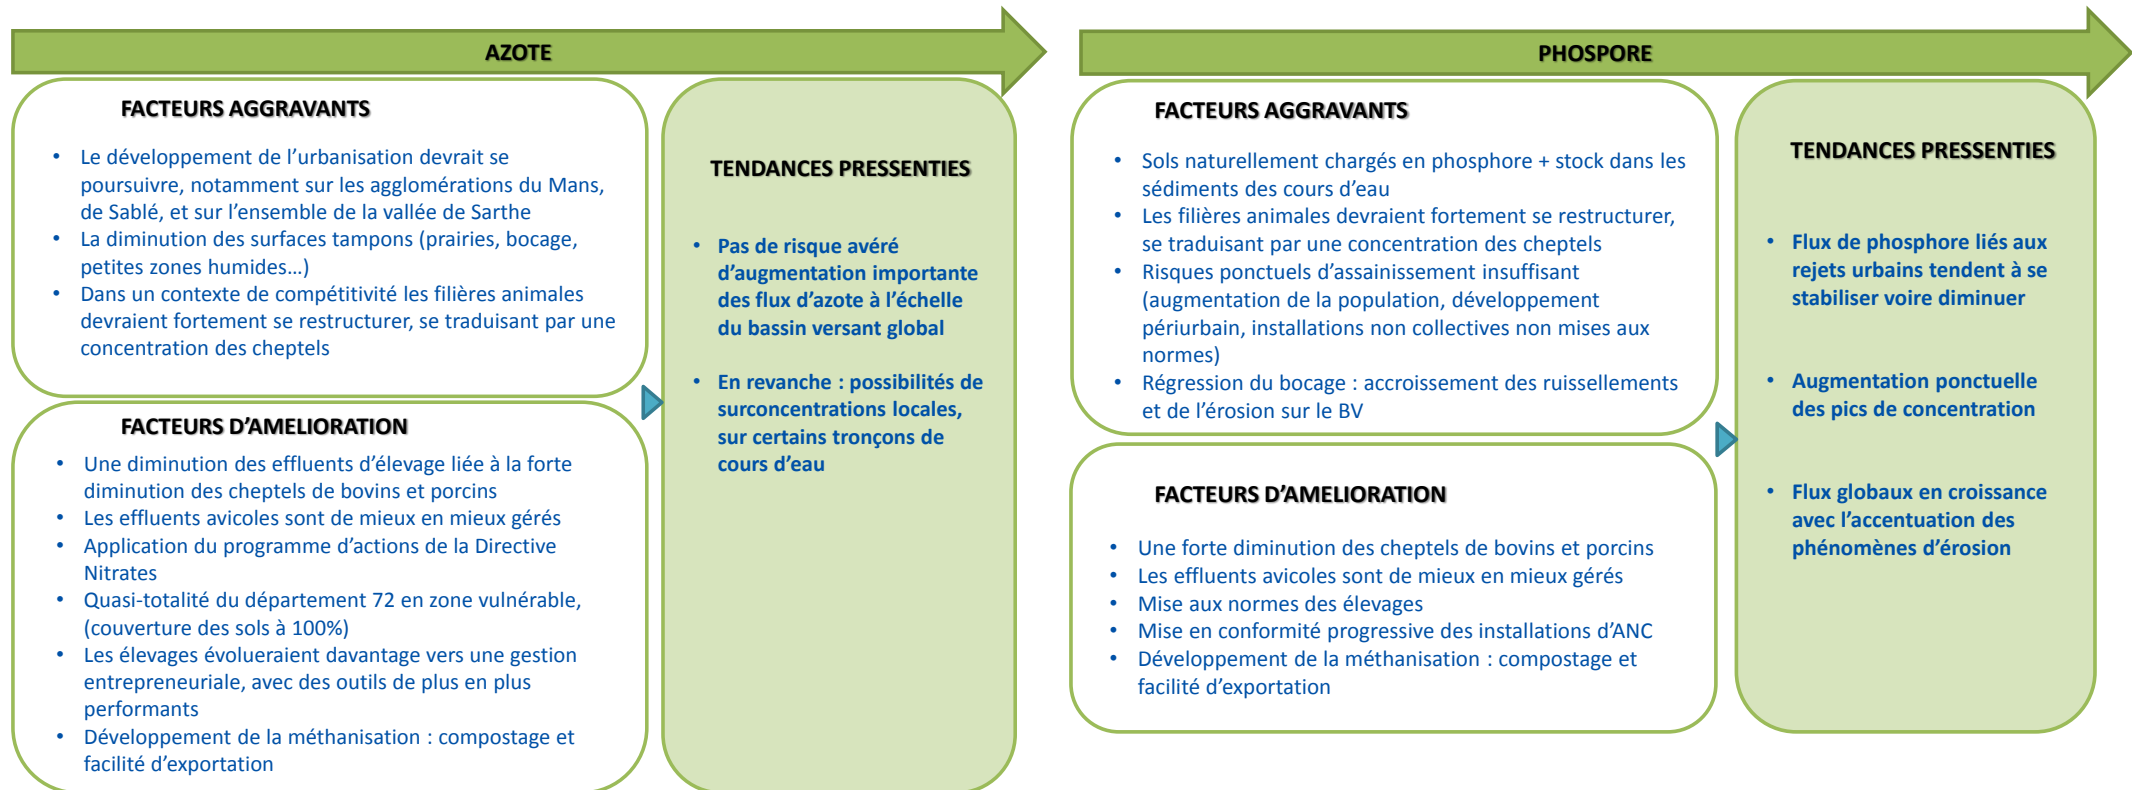 AZOTE
FACTEURS AGGRAVANTS
• Le développement de l’urbanisation devrait se
poursuivre, notamment sur les agglomérations du Mans,
de Sablé, et sur l’ensemble de la vallée de Sarthe
• La diminution des surfaces tampons (prairies, bocage,
petites zones humides…)
• Dans un contexte de compétitivité les filières animales
devraient fortement se restructurer, se traduisant par une
concentration des cheptels
FACTEURS D’AMELIORATION
• Une diminution des effluents d’élevage liée à la forte
diminution des cheptels de bovins et porcins
• Les effluents avicoles sont de mieux en mieux gérés
• Application du programme d’actions de la Directive
Nitrates
• Quasi-totalité du département 72 en zone vulnérable,
(couverture des sols à 100%)
• Les élevages évolueraient davantage vers une gestion
entrepreneuriale, avec des outils de plus en plus
performants
• Développement de la méthanisation : compostage et
facilité d’exportation
TENDANCES PRESSENTIES
• Pas de risque avéré
d’augmentation importante
des flux d’azote à l’échelle
du bassin versant global
• En revanche : possibilités de
surconcentrations locales,
sur certains tronçons de
cours d’eau
PHOSPORE
FACTEURS AGGRAVANTS
• Sols naturellement chargés en phosphore + stock dans les
sédiments des cours d’eau
• Les filières animales devraient fortement se restructurer,
se traduisant par une concentration des cheptels
• Risques ponctuels d’assainissement insuffisant
(augmentation de la population, développement
périurbain, installations non collectives non mises aux
normes)
• Régression du bocage : accroissement des ruissellements
et de l’érosion sur le BV
FACTEURS D’AMELIORATION
• Une forte diminution des cheptels de bovins et porcins
• Les effluents avicoles sont de mieux en mieux gérés
• Mise aux normes des élevages
• Mise en conformité progressive des installations d’ANC
• Développement de la méthanisation : compostage et
facilité d’exportation
TENDANCES PRESSENTIES
• Flux de phosphore liés aux
rejets urbains tendent à se
stabiliser voire diminuer
• Augmentation ponctuelle
des pics de concentration
• Flux globaux en croissance
avec l’accentuation des
phénomènes d’érosion